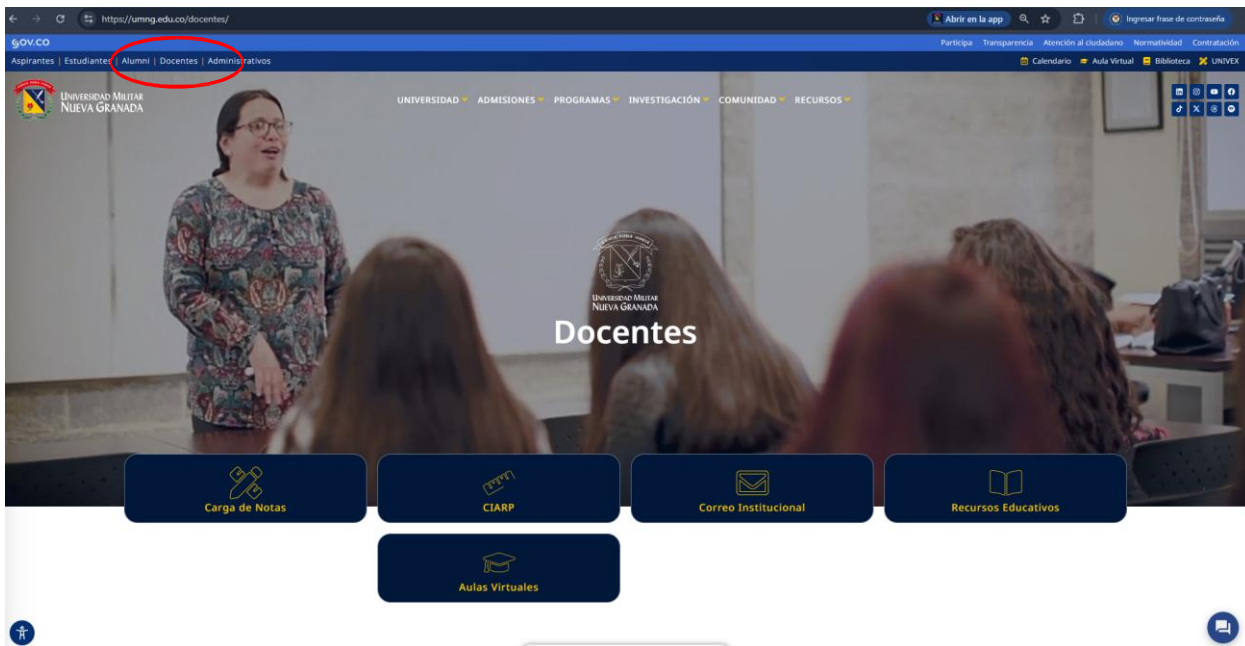 https://umng.edu.co/docentes/
Abrir en la app
Ingresar frase de contraseña
GOV.CO
Participa Transparencia Atención al ciudadano Normatividad Contratación
Aspirantes | Estudiantes | Alumni | Docentes | Administrativos
Calendario Aula Virtual Biblioteca UNIVEX
UNIVERSIDAD MILITAR
NUEVA GRANADA
UNIVERSIDAD ADMISIONES PROGRAMAS INVESTIGACIÓN COMUNIDAD RECURSOS
UNIVERSIDAD MILITAR
NUEVA GRANADA
Docentes
Carga de Notas
CIARP
Correo Institucional
Recursos Educativos
Aulas Virtuales